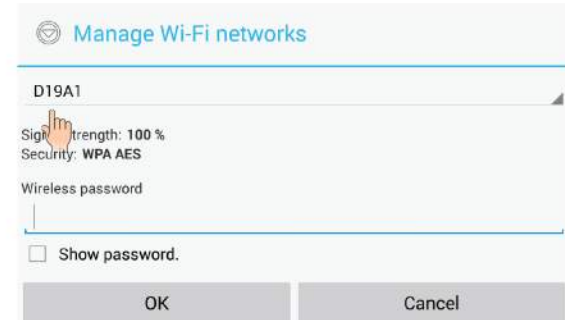 Manage Wi-Fi networks
D19A1
Signal strength: 100 %
Security: WPA AES
Wireless password
Show password.
OK
Cancel